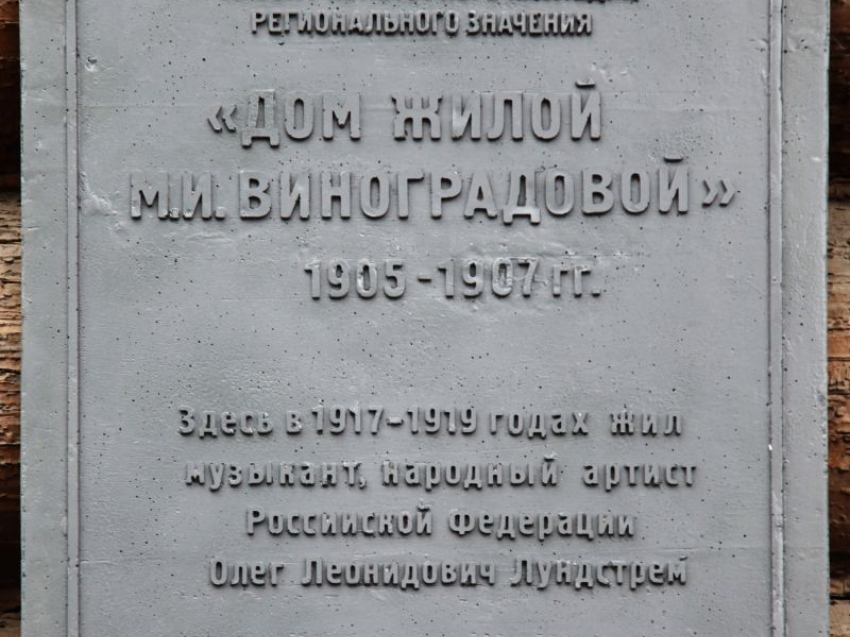 РЕГИОНАЛЬНОГО ЗНАЧЕНИЯ
«ДОМ ЖИЛОЙ
М.И. ВИНОГРАДОВОЙ»
1905-1907 гг.
Здесь в 1917-1919 годах жил
музыкант, народный артист
Российской Федерации
Олег Леонидович Лундстрем